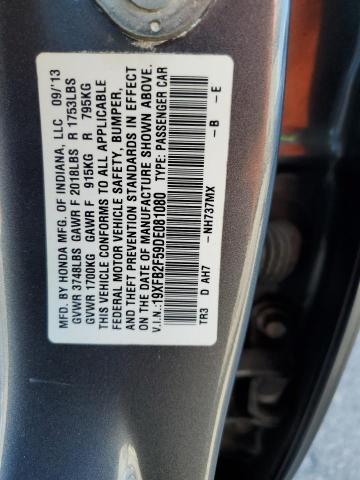 MFD. BY HONDA MFG. OF INDIANA, LLC 09/'13
GVWR 3748LBS GAWR F 2018LBS R 1753LBS
GVWR 1700KG GAWR F 915KG R 795KG
THIS VEHICLE CONFORMS TO ALL APPLICABLE
FEDERAL MOTOR VEHICLE SAFETY, BUMPER,
AND THEFT PREVENTION STANDARDS IN EFFECT
ON THE DATE OF MANUFACTURE SHOWN ABOVE.
V.I.N.: 19XFB2F59DE081080 TYPE: PASSENGER CAR
-NH737MX -B -E
TR3 D AH7